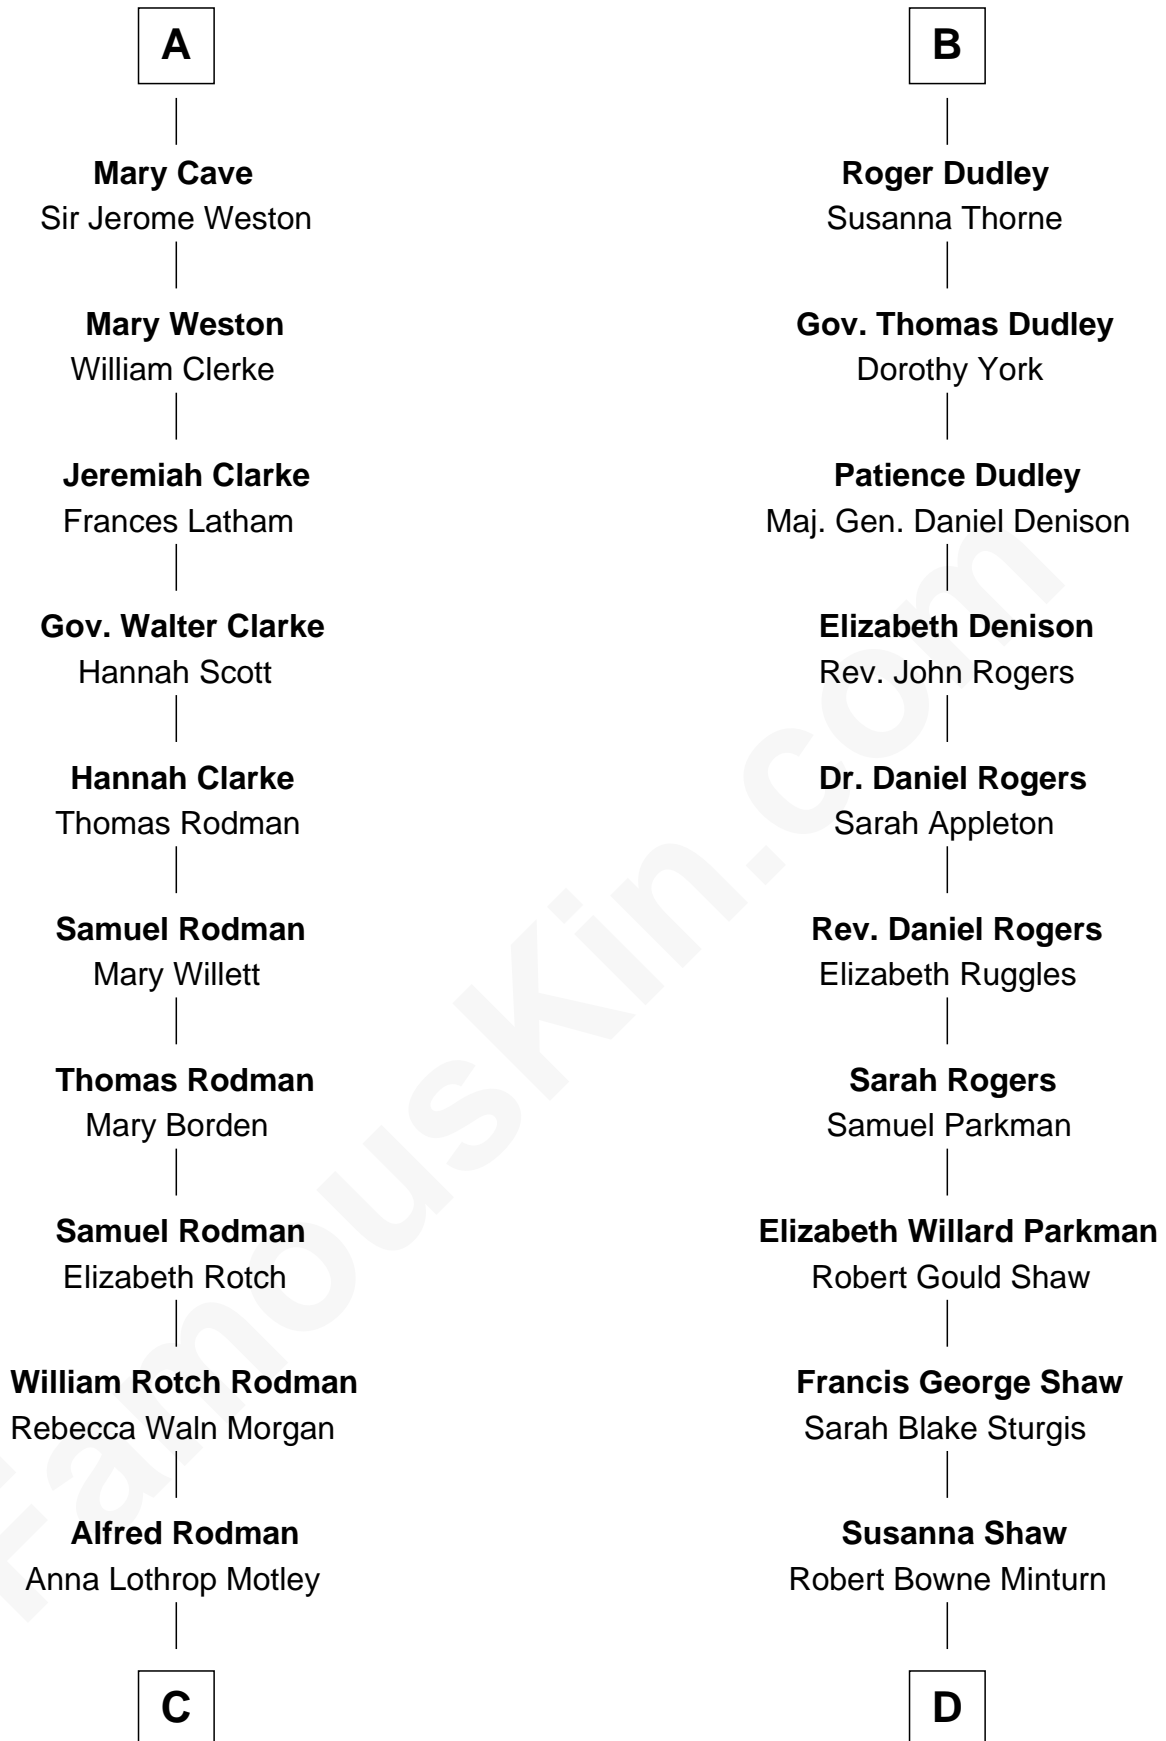 A
Mary Cave
Sir Jerome Weston
Mary Weston
William Clerke
Jeremiah Clarke
Frances Latham
Gov. Walter Clarke
Hannah Scott
Hannah Clarke
Thomas Rodman
Samuel Rodman
Mary Willett
Thomas Rodman
Mary Borden
Samuel Rodman
Elizabeth Rotch
William Rotch Rodman
Rebecca Waln Morgan
Alfred Rodman
Anna Lothrop Motley
C
B
Roger Dudley
Susanna Thorne
Gov. Thomas Dudley
Dorothy York
Patience Dudley
Maj. Gen. Daniel Denison
Elizabeth Denison
Rev. John Rogers
Dr. Daniel Rogers
Sarah Appleton
Rev. Daniel Rogers
Elizabeth Ruggles
Sarah Rogers
Samuel Parkman
Elizabeth Willard Parkman
Robert Gould Shaw
Francis George Shaw
Sarah Blake Sturgis
Susanna Shaw
Robert Bowne Minturn
D
FamousKin.com